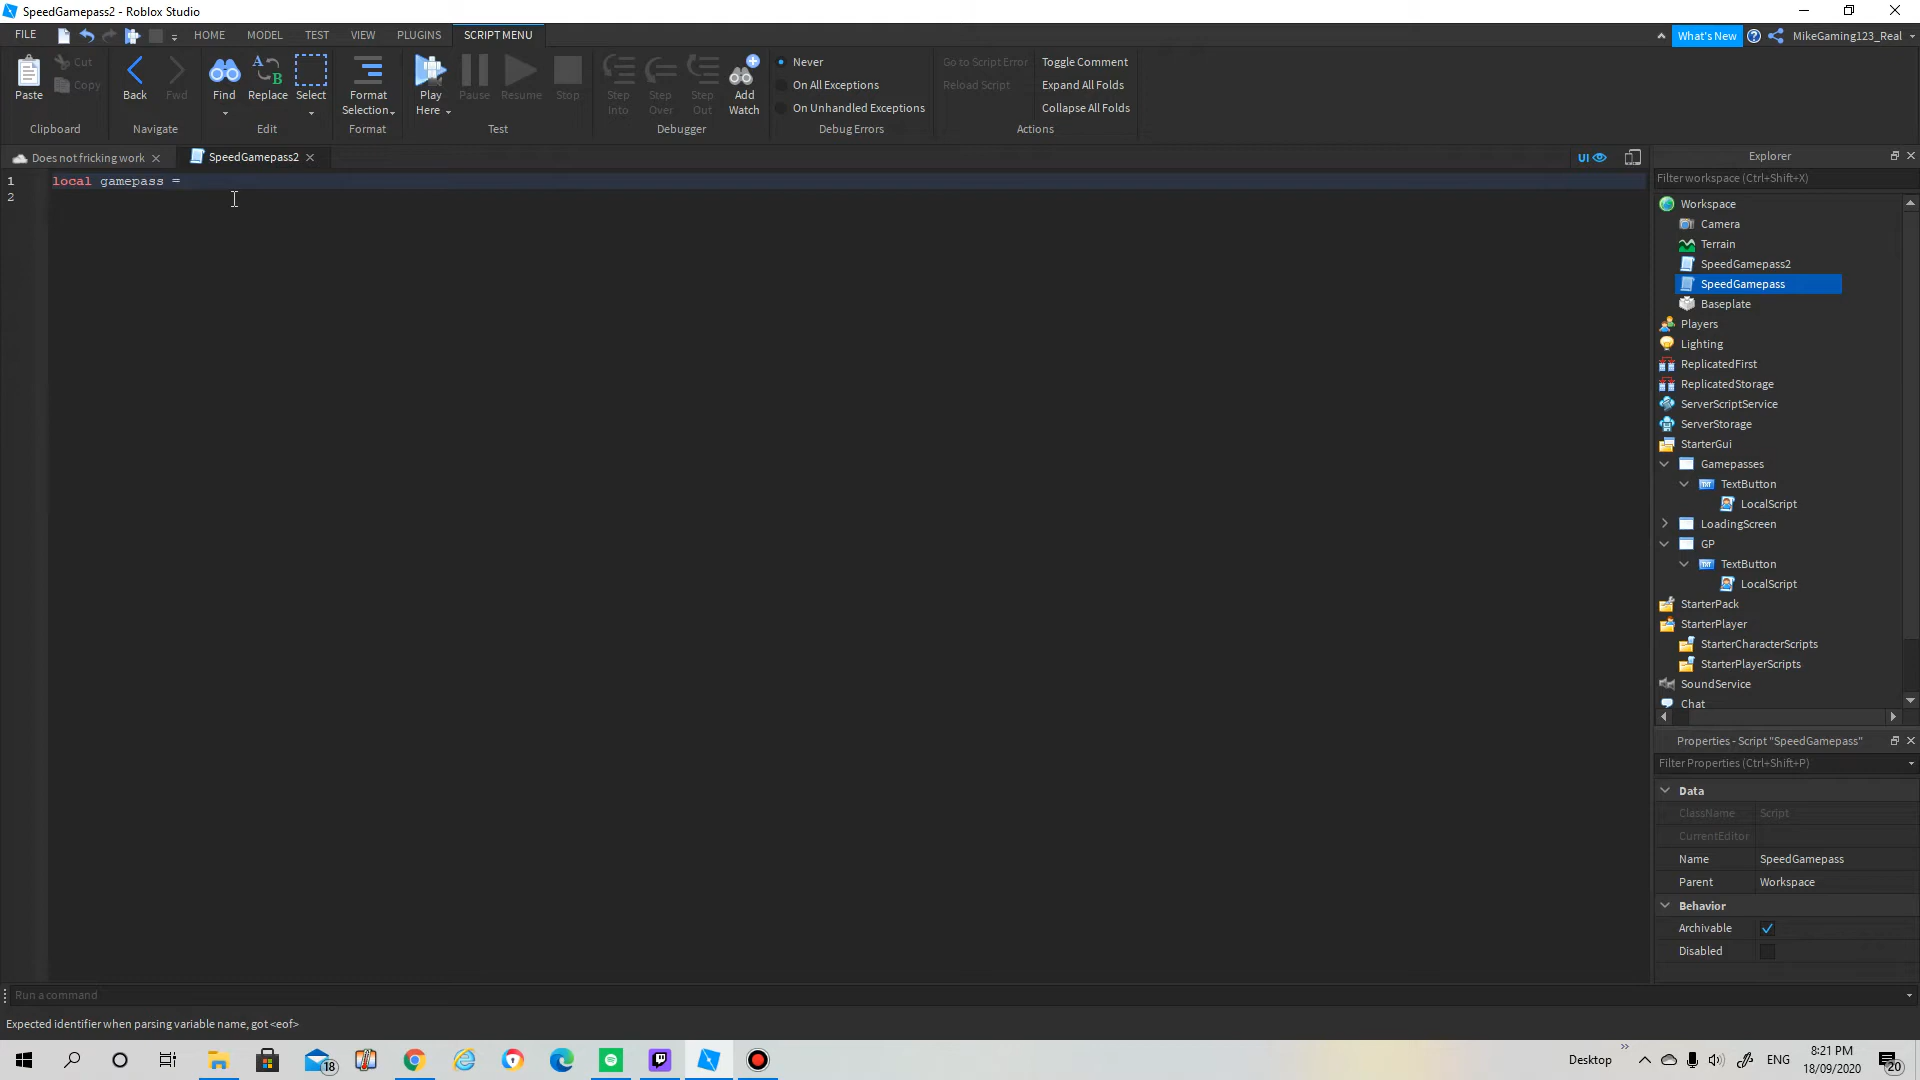 SpeedGamepass2 - Roblox Studio
FILE HOME MODEL TEST VIEW PLUGINS SCRIPT MENU What's New MikeGaming123_Real
Paste Cut Copy Back Fwd Find Replace Select Format Selection Play Here Pause Resume Stop Step Into Step Over Step Out Add Watch
Never
On All Exceptions
On Unhandled Exceptions
Go to Script Error
Reload Script
Toggle Comment
Expand All Folds
Collapse All Folds
Clipboard Navigate Edit Format Test Debugger Debug Errors Actions
Does not fricking work SpeedGamepass2 UI
1 local gamepass =
2
Explorer
Filter workspace (Ctrl+Shift+X)
Workspace
Camera
Terrain
SpeedGamepass2
SpeedGamepass
Baseplate
Players
Lighting
ReplicatedFirst
ReplicatedStorage
ServerScriptService
ServerStorage
StarterGui
Gamepasses
TextButton
LocalScript
LoadingScreen
GP
TextButton
LocalScript
StarterPack
StarterPlayer
StarterCharacterScripts
StarterPlayerScripts
SoundService
Chat
Properties - Script "SpeedGamepass"
Filter Properties (Ctrl+Shift+P)
Data
ClassName Script
CurrentEditor
Name SpeedGamepass
Parent Workspace
Behavior
Archivable
Disabled
Run a command
Expected identifier when parsing variable name, got <eof>
18
Desktop
ENG
8:21 PM
18/09/2020
20